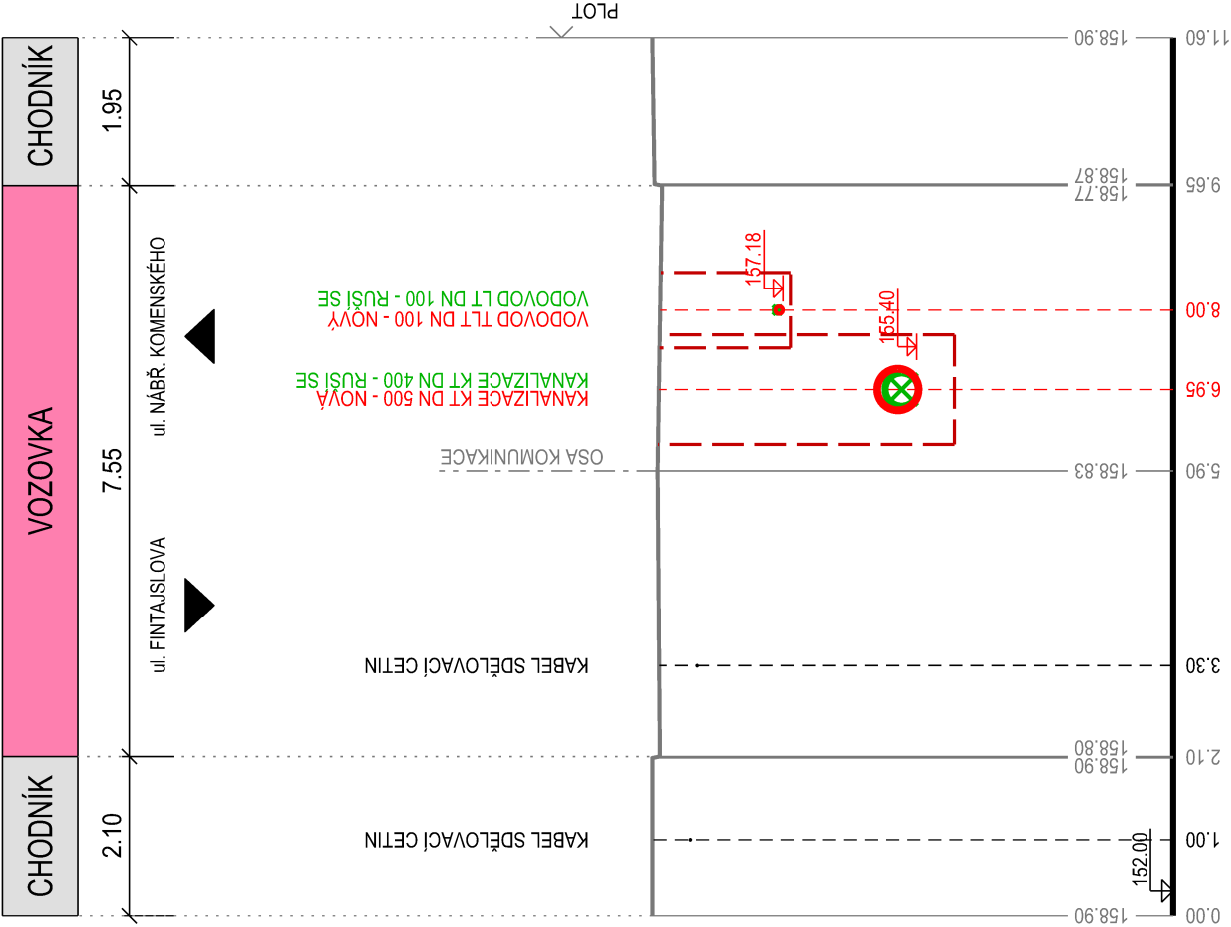 CHODNÍK
VOZOVKA
CHODNÍK
1.95
7.55
2.10
ul. NÁBŘ. KOMENSKÉHO
ul. FINTAJSLOVA
PLOT
VODOVOD LT DN 100 - RUŠÍ SE
VODOVOD TLT DN 100 - NOVÝ
KANALIZACE KT DN 400 - RUŠÍ SE
KANALIZACE KT DN 500 - NOVÁ
OSA KOMUNIKACE
KABEL SDĚLOVACÍ CETIN
KABEL SDĚLOVACÍ CETIN
157.18
155.40
152.00
158.90
158.87
158.77
158.83
158.80
158.90
158.90
11.60
9.65
8.00
6.95
5.90
3.30
2.10
1.00
0.00